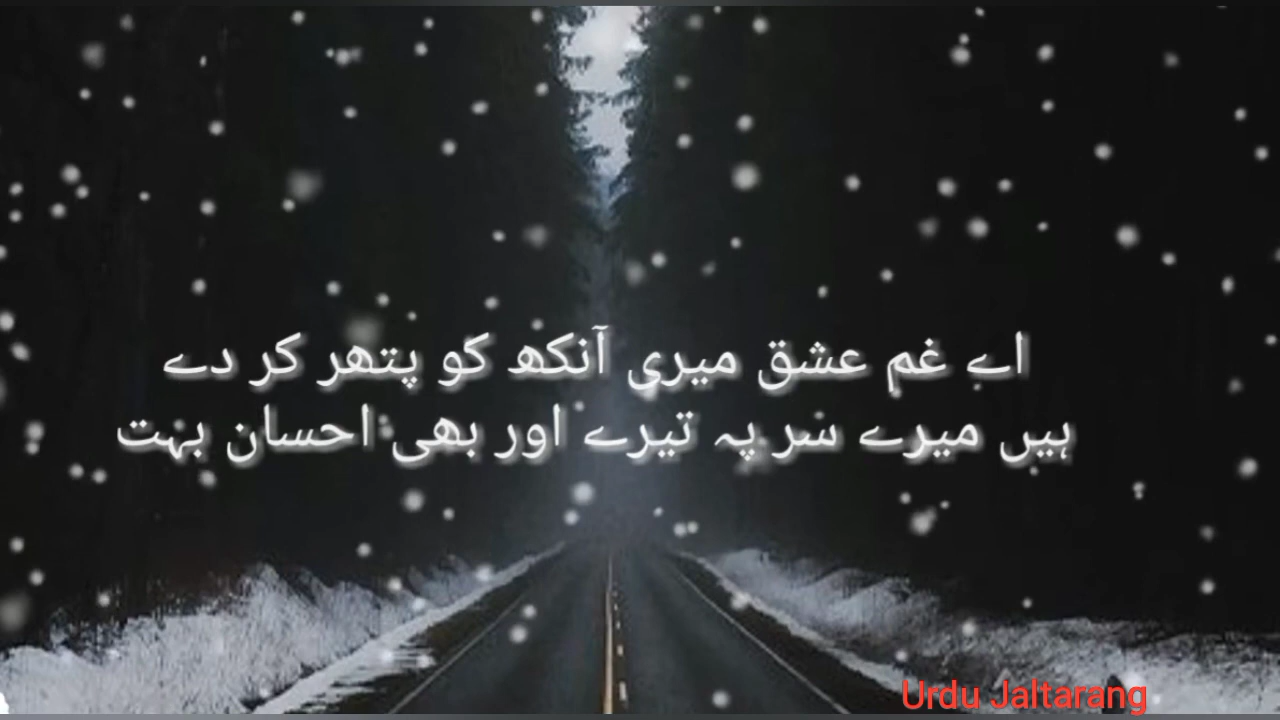 اے غم عشق میری آنکھ کو پتھر کر دے
ہیں میرے سر پہ تیرے اور بھی احسان بہت
Urdu Jaltarang